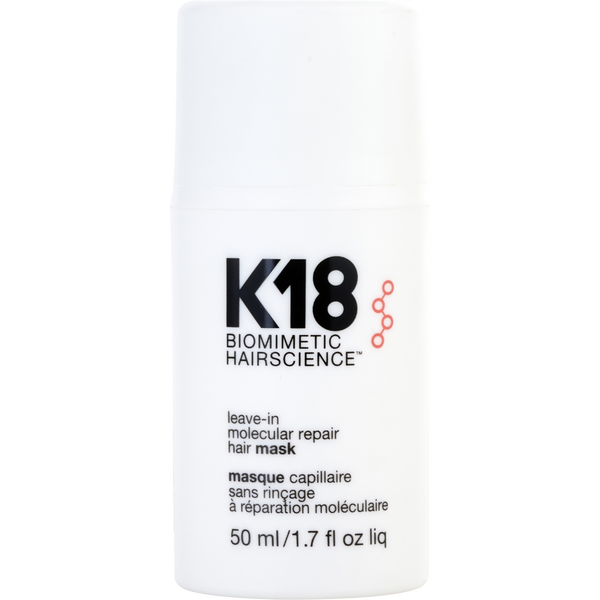 K18
BIOMIMETIC
HAIRSCIENCE™
leave-in
molecular repair
hair mask
masque capillaire
sans rinçage
à réparation moléculaire
50 ml/1.7 fl oz liq